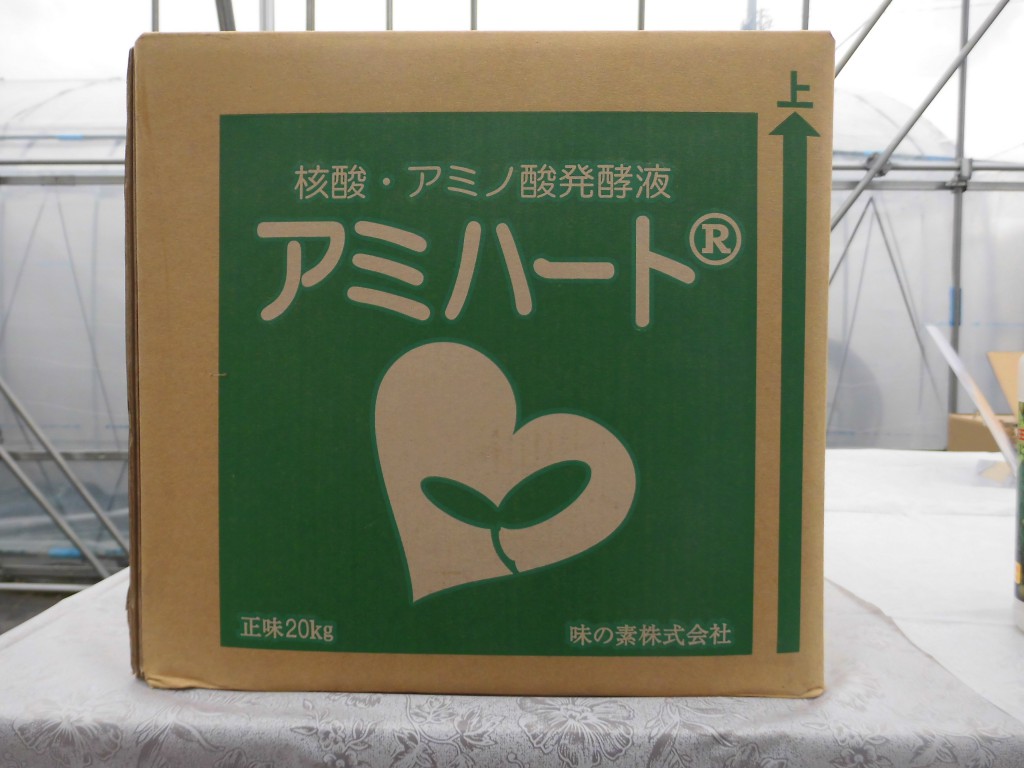 上
核酸・アミノ酸発酵液
アミハート®
正味20kg
味の素株式会社